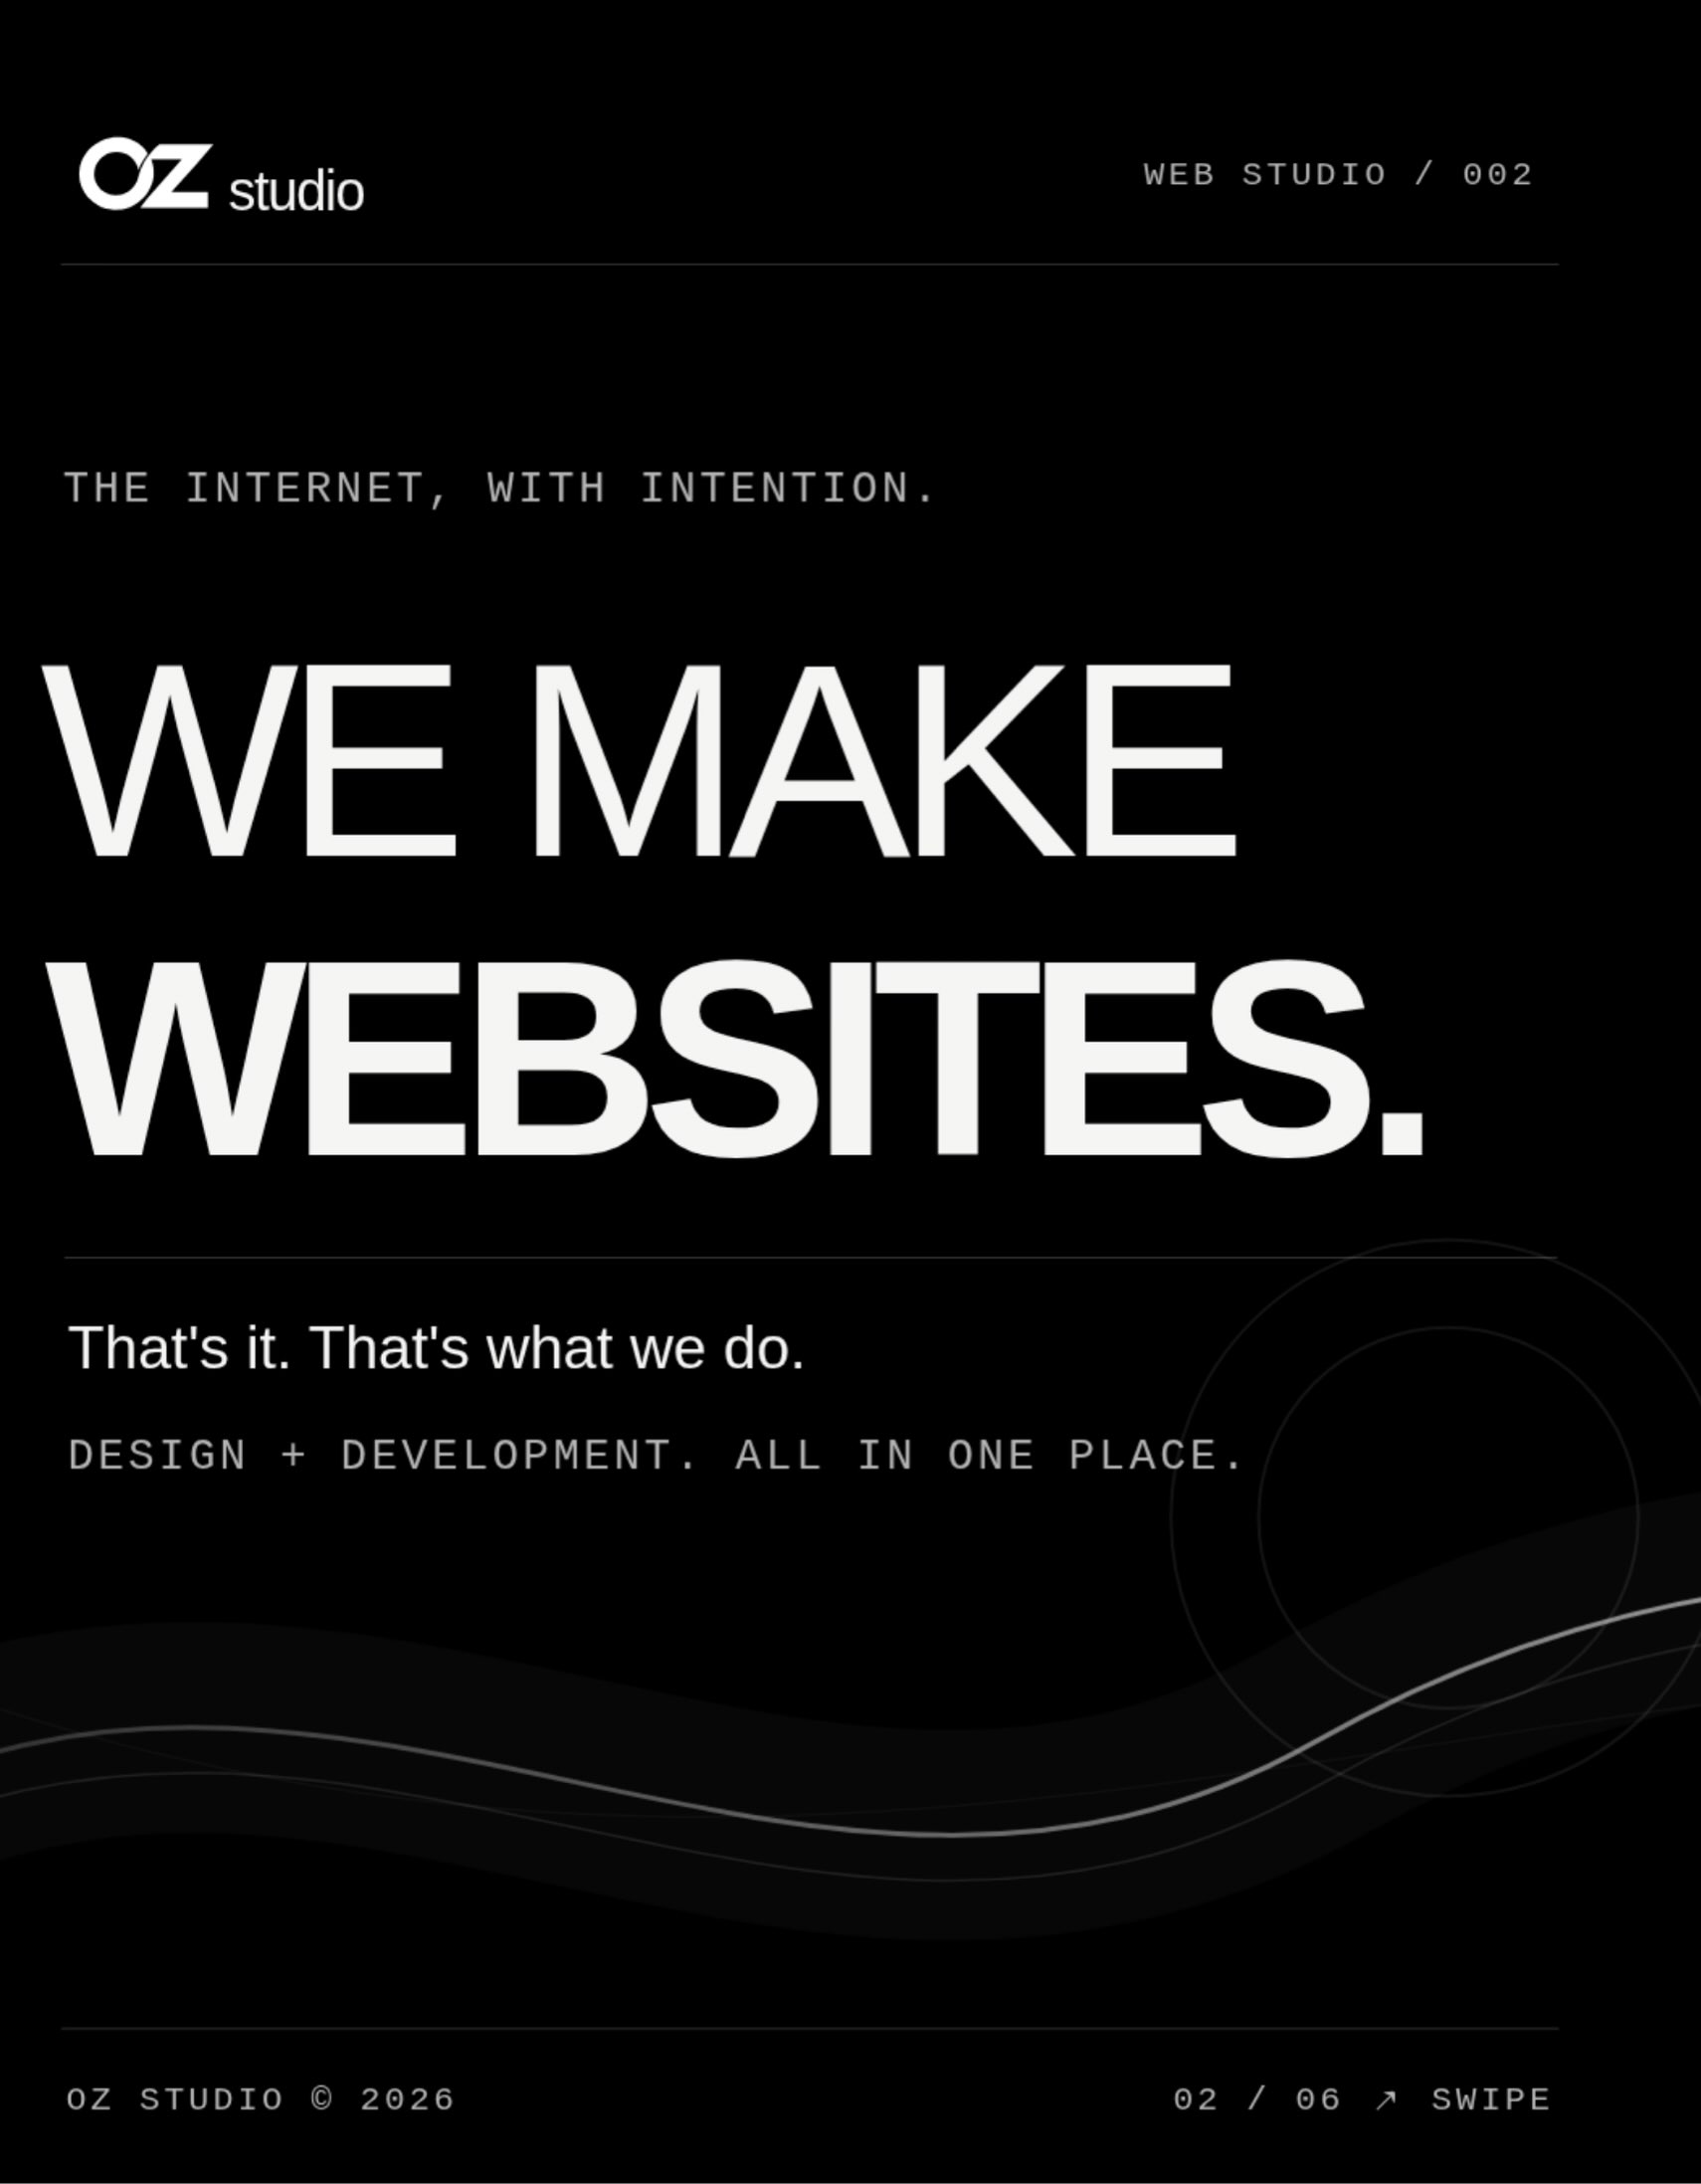 OZ studio
WEB STUDIO / 002
THE INTERNET, WITH INTENTION.
WE MAKE
WEBSITES.
That's it. That's what we do.
DESIGN + DEVELOPMENT. ALL IN ONE PLACE.
OZ STUDIO © 2026
02 / 06 ↗ SWIPE